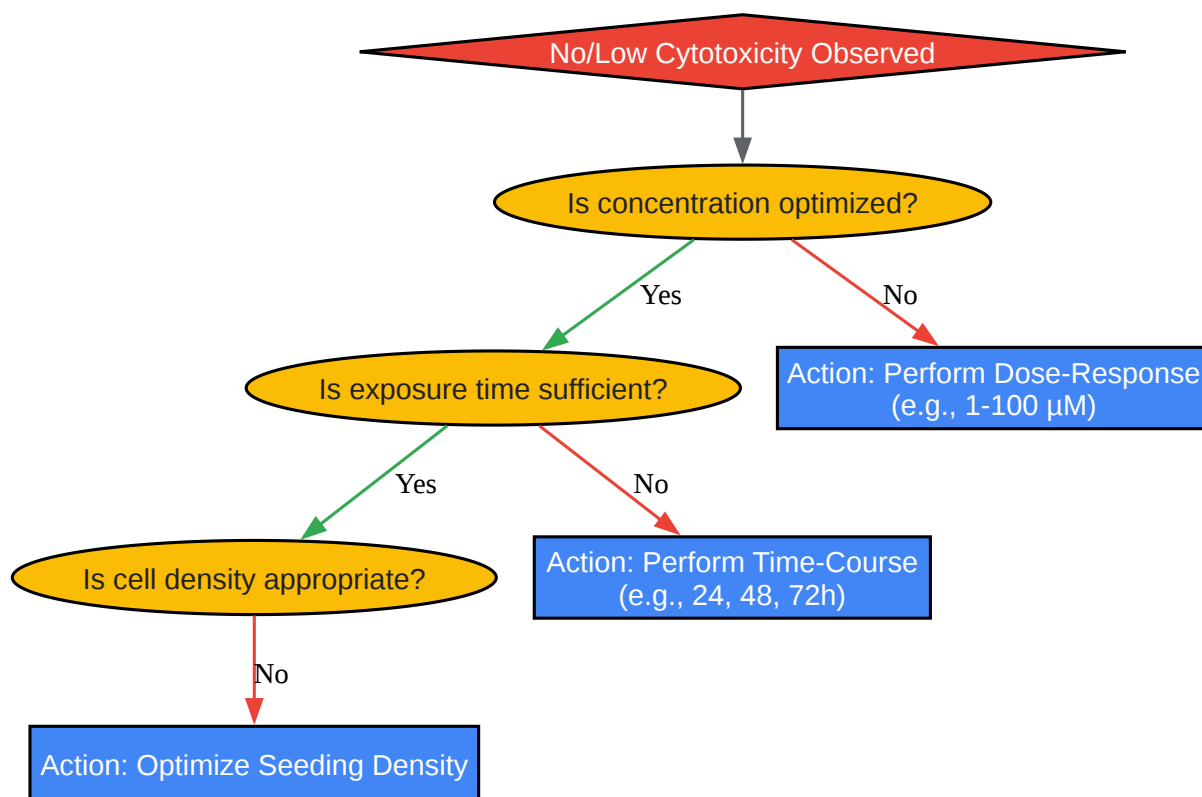 No/Low Cytotoxicity Observed
Is concentration optimized?
Yes
No
Is exposure time sufficient?
Action: Perform Dose-Response
(e.g., 1-100 µM)
Yes
No
Is cell density appropriate?
Action: Perform Time-Course
(e.g., 24, 48, 72h)
No
Action: Optimize Seeding Density